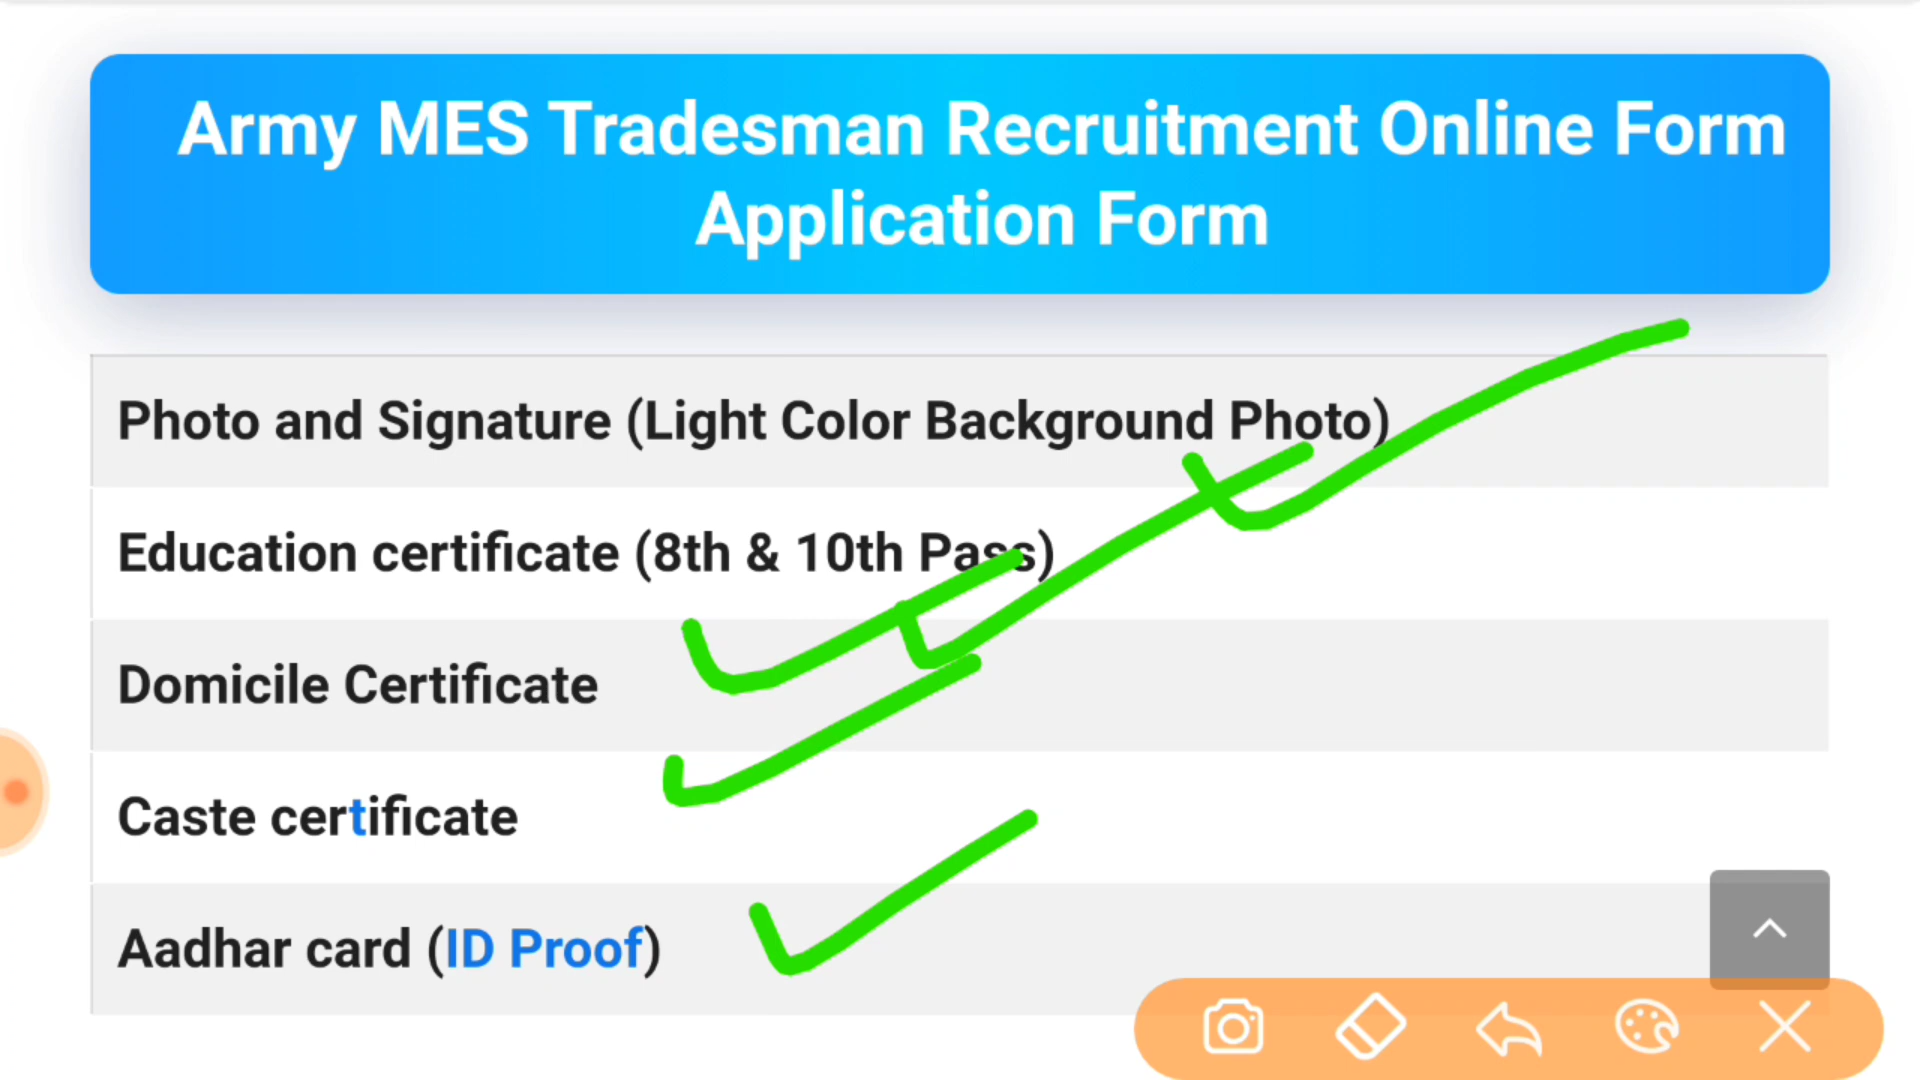 Army MES Tradesman Recruitment Online Form
Application Form
Photo and Signature (Light Color Background Photo)
Education certificate (8th & 10th Pass)
Domicile Certificate
Caste certificate
Aadhar card (ID Proof)